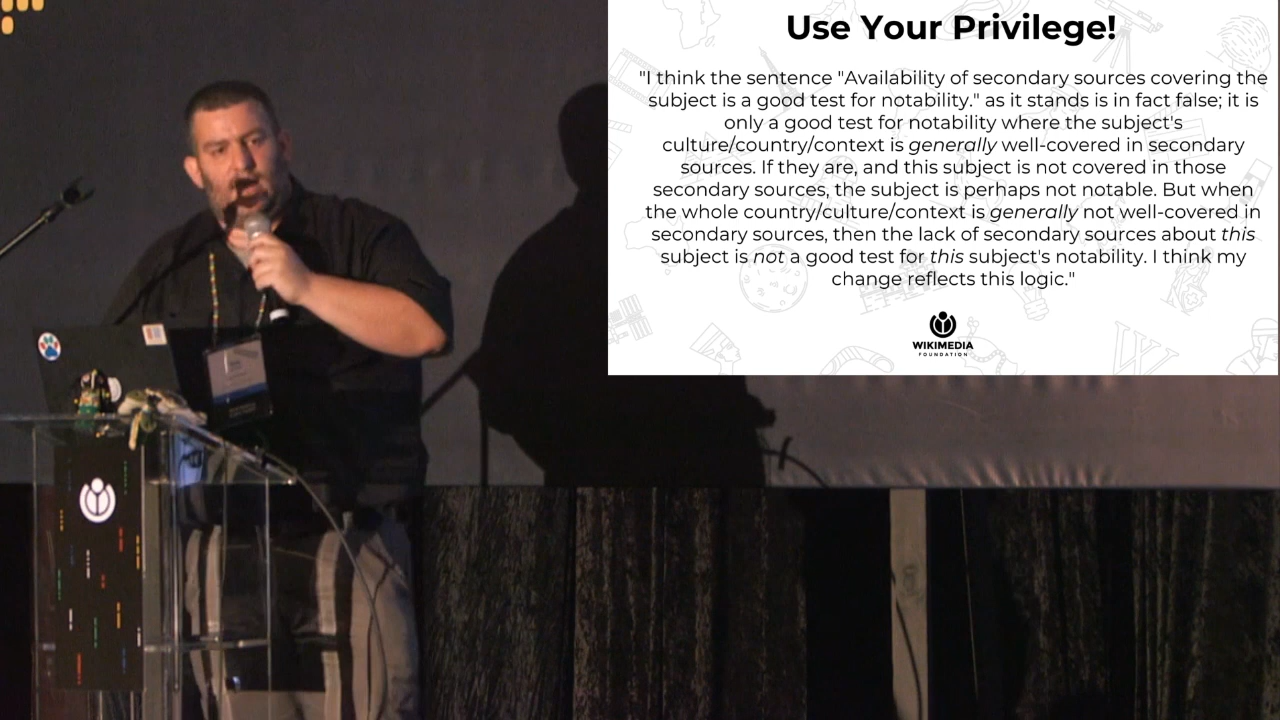 Use Your Privilege!
"I think the sentence "Availability of secondary sources covering the
subject is a good test for notability." as it stands is in fact false; it is
only a good test for notability where the subject's
culture/country/context is generally well-covered in secondary
sources. If they are, and this subject is not covered in those
secondary sources, the subject is perhaps not notable. But when
the whole country/culture/context is generally not well-covered in
secondary sources, then the lack of secondary sources about this
subject is not a good test for this subject's notability. I think my
change reflects this logic."
WIKIMEDIA
FOUNDATION